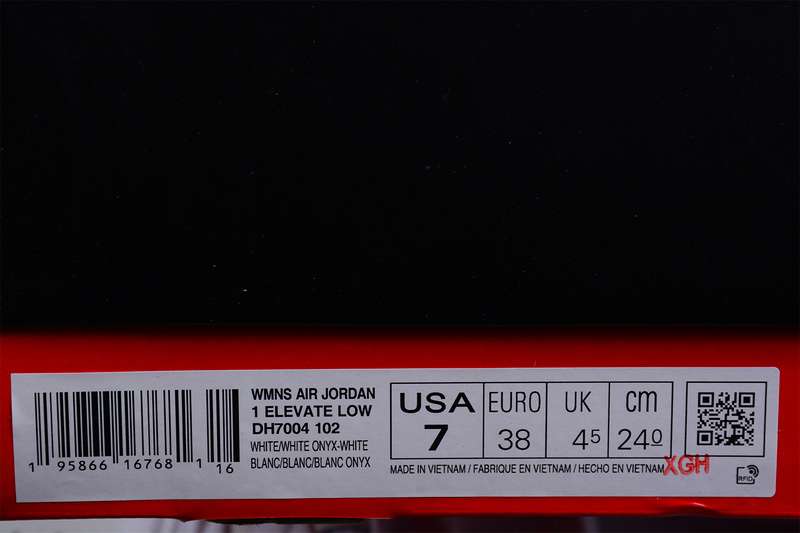 WMNS AIR JORDAN
1 ELEVATE LOW
DH7004 102
WHITE/WHITE ONYX-WHITE
BLANC/BLANC/BLANC ONYX
1 95866 16768 1 16
USA EURO UK cm
7 38 4⁵ 24⁰
MADE IN VIETNAM / FABRIQUE EN VIETNAM / HECHO EN VIETNAM
XGH
RFID